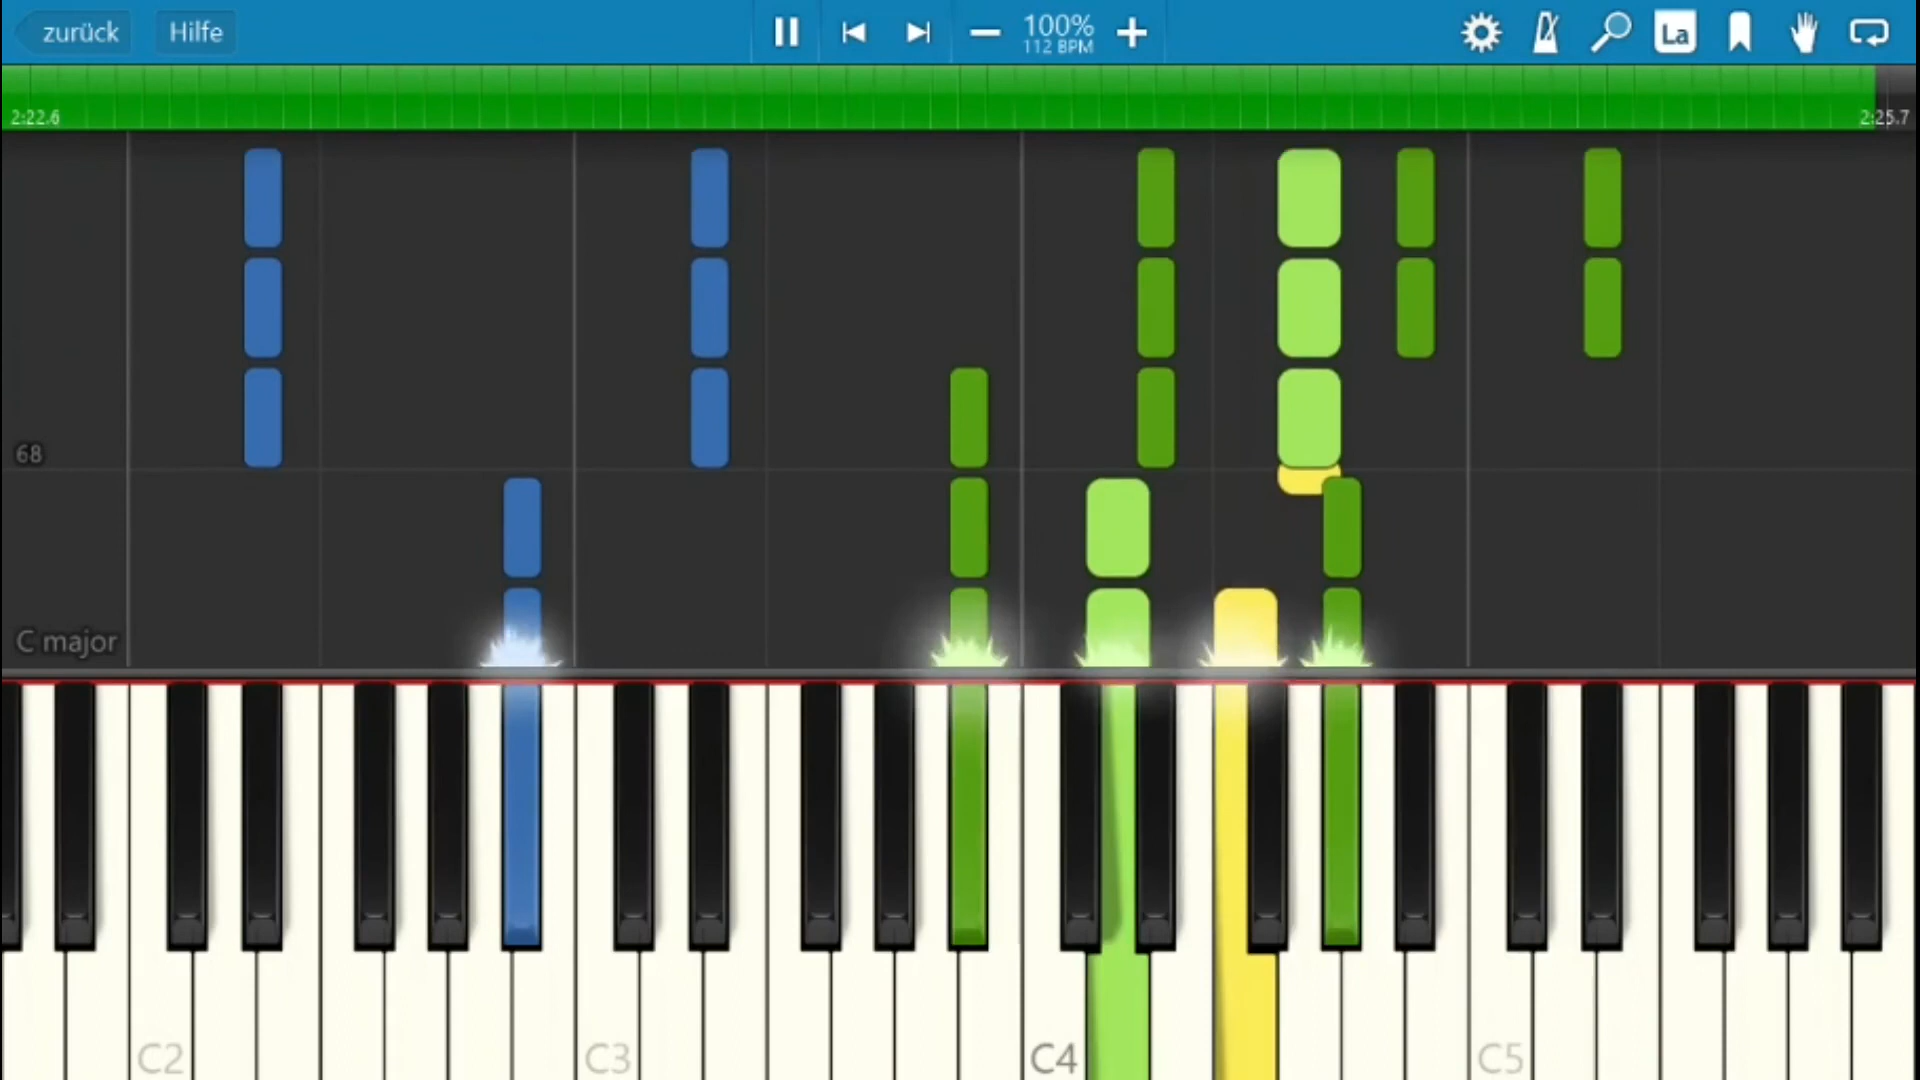 zurück
Hilfe
100%
112 BPM
La
2:22.6
2:25.7
68
C major
C2
C3
C4
C5